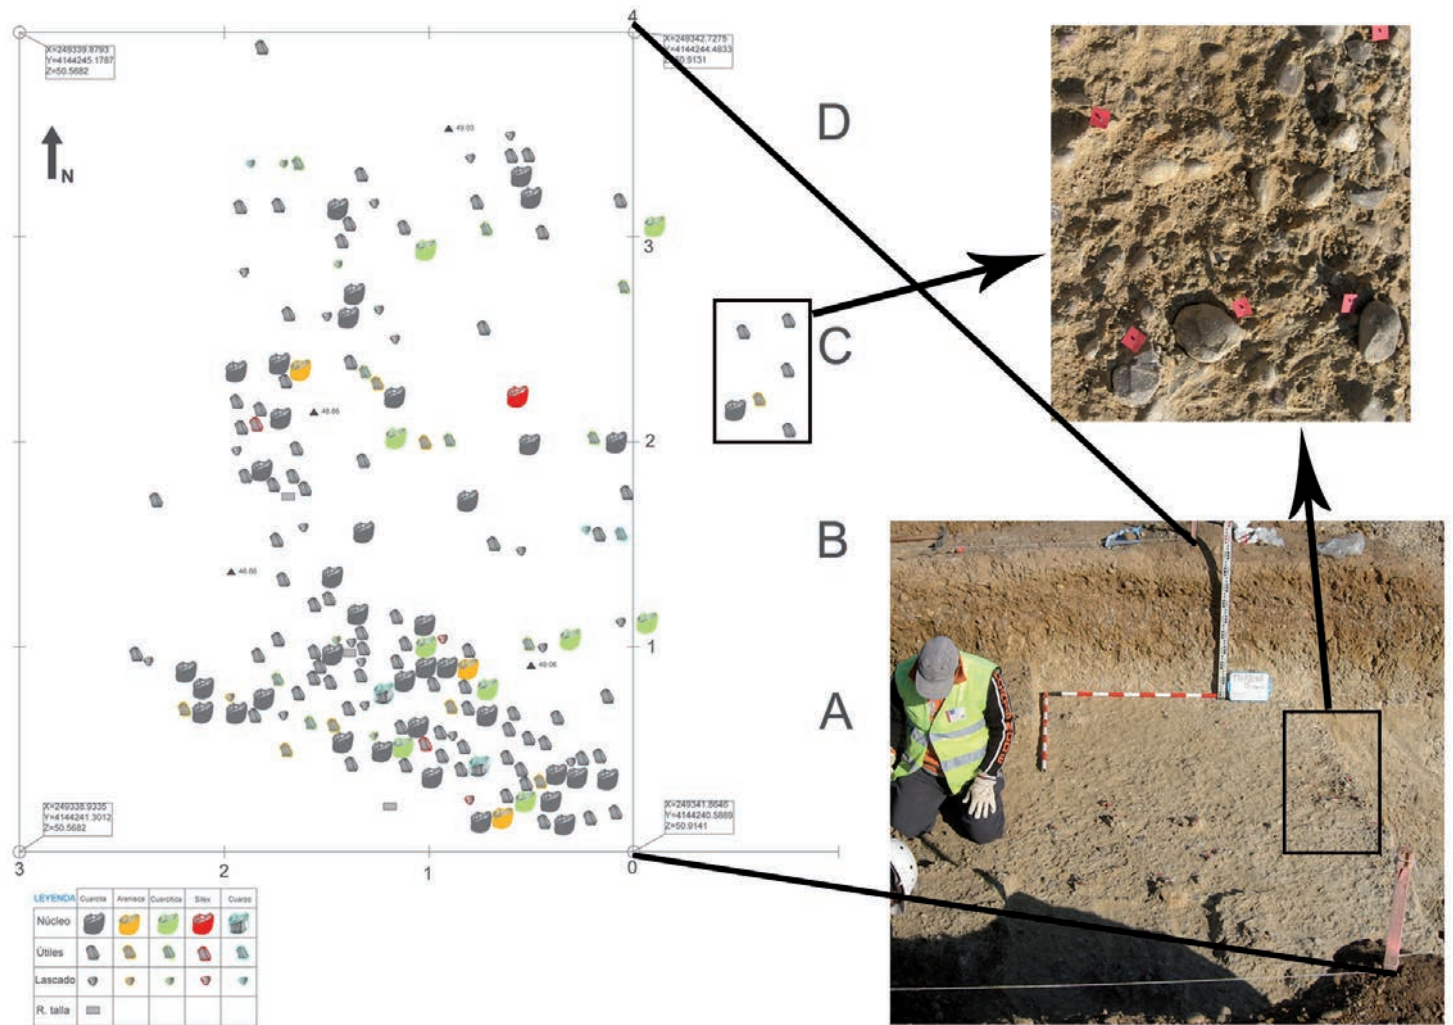 4
X=249339.8793
Y=4144245.1787
Z=50.5682
X=249342.7275
Y=4144244.4833
Z=50.9131
D
49.03
N
3
C
48.86
2
B
48.88
1
49.06
A
X=249338.9335
Y=4144241.3012
Z=50.5682
X=249341.8640
Y=4144240.5869
Z=50.9141
3
2
1
0
LEYENDA Cuarcita Arenisca Cuarcítica Sílex Cuarzo
Núcleo
Útiles
Lascado
R. talla